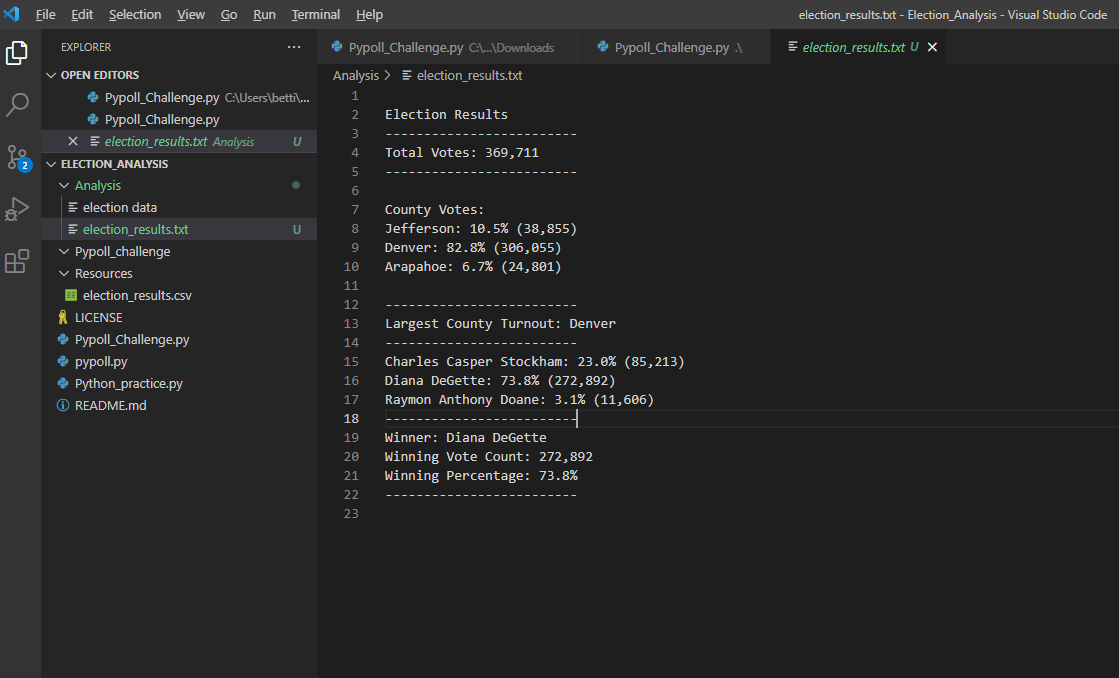 File Edit Selection View Go Run Terminal Help
election_results.txt - Election_Analysis - Visual Studio Code
EXPLORER ...
OPEN EDITORS
Pypoll_Challenge.py C:\Users\betti\...
Pypoll_Challenge.py
election_results.txt Analysis U
ELECTION_ANALYSIS
Analysis
election data
election_results.txt U
Pypoll_challenge
Resources
election_results.csv
LICENSE
Pypoll_Challenge.py
pypoll.py
Python_practice.py
README.md
2
Pypoll_Challenge.py C:\...\Downloads
Pypoll_Challenge.py .\
election_results.txt U
Analysis > election_results.txt
1
2 Election Results
3 -------------------------
4 Total Votes: 369,711
5 -------------------------
6
7 County Votes:
8 Jefferson: 10.5% (38,855)
9 Denver: 82.8% (306,055)
10 Arapahoe: 6.7% (24,801)
11
12 -------------------------
13 Largest County Turnout: Denver
14 -------------------------
15 Charles Casper Stockham: 23.0% (85,213)
16 Diana DeGette: 73.8% (272,892)
17 Raymon Anthony Doane: 3.1% (11,606)
18 -------------------------
19 Winner: Diana DeGette
20 Winning Vote Count: 272,892
21 Winning Percentage: 73.8%
22 -------------------------
23